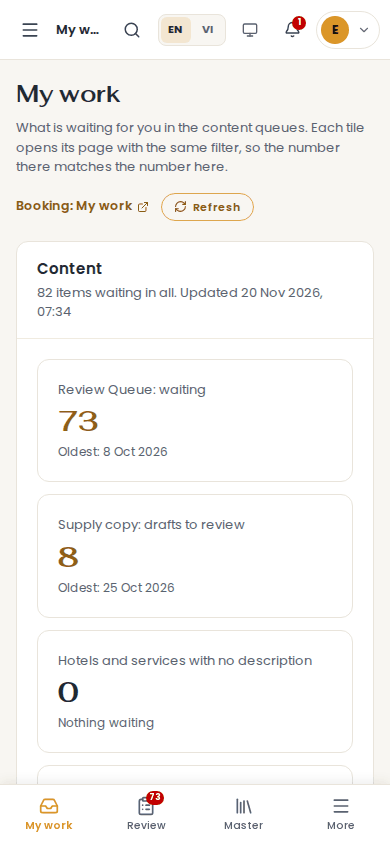 My w...
EN
VI
1
E
My work
What is waiting for you in the content queues. Each tile
opens its page with the same filter, so the number
there matches the number here.
Booking: My work
Refresh
Content
82 items waiting in all. Updated 20 Nov 2026,
07:34
Review Queue: waiting
73
Oldest: 8 Oct 2026
Supply copy: drafts to review
8
Oldest: 25 Oct 2026
Hotels and services with no description
0
Nothing waiting
73
My work
Review
Master
More